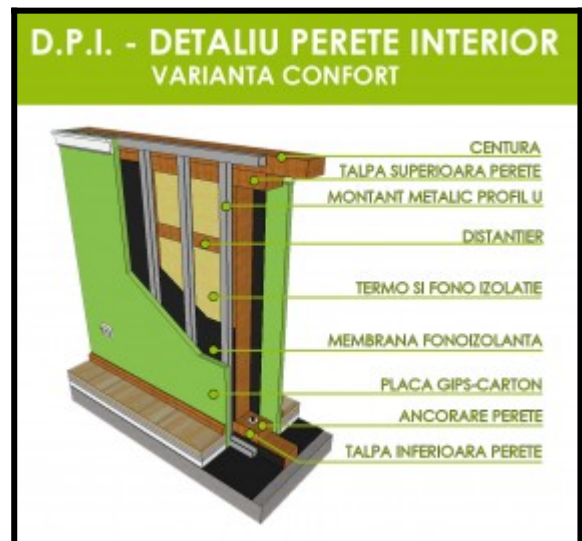 D.P.I. - DETALIU PERETE INTERIOR
VARIANTA CONFORT
CENTURA
TALPA SUPERIOARA PERETE
MONTANT METALIC PROFIL U
DISTANTIER
TERMO SI FONO IZOLATIE
MEMBRANA FONOIZOLANTA
PLACA GIPS-CARTON
ANCORARE PERETE
TALPA INFERIOARA PERETE